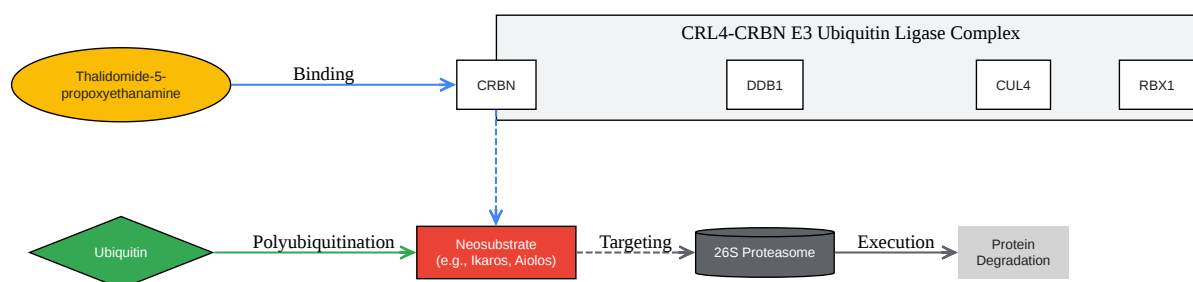 CRL4-CRBN E3 Ubiquitin Ligase Complex
Thalidomide-5-
propoxyethanamine
Binding
CRBN
DDB1
CUL4
RBX1
Ubiquitin
Polyubiquitination
Neosubstrate
(e.g., Ikaros, Aiolos)
Targeting
26S Proteasome
Execution
Protein
Degradation